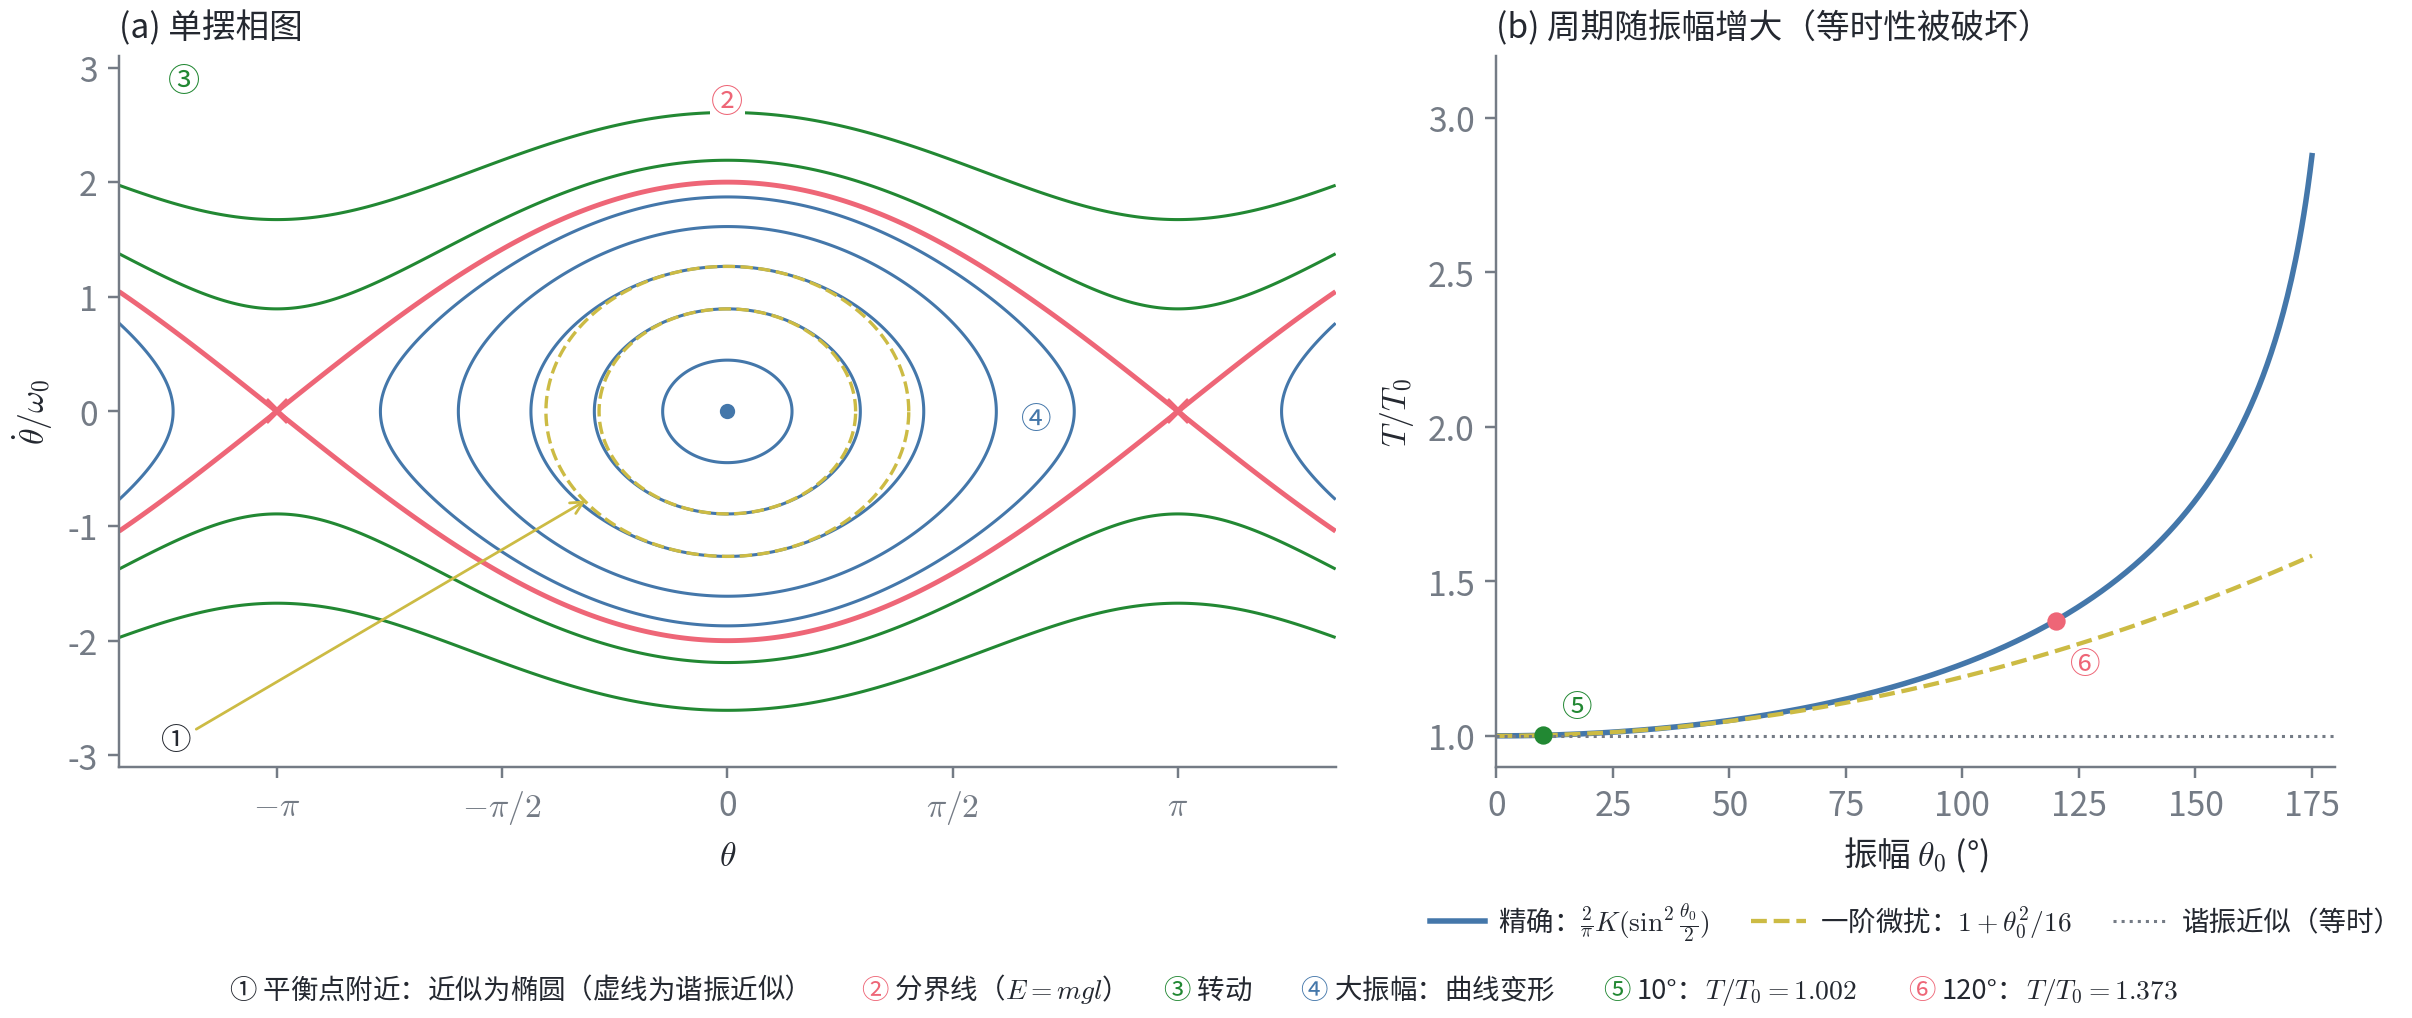 (a) 单摆相图
3
2
1
0
-1
-2
-3
θ̇/ω₀
③
②
④
①
−π
−π/2
0
π/2
π
θ
(b) 周期随振幅增大（等时性被破坏）
3.0
2.5
2.0
1.5
1.0
T/T₀
⑤
⑥
0 25 50 75 100 125 150 175
振幅 θ₀ (°)
精确：2/π K(sin² θ₀/2) 一阶微扰：1 + θ₀²/16 谐振近似（等时）
① 平衡点附近：近似为椭圆（虚线为谐振近似） ② 分界线（E = mgl） ③ 转动 ④ 大振幅：曲线变形 ⑤ 10°：T/T₀ = 1.002 ⑥ 120°：T/T₀ = 1.373